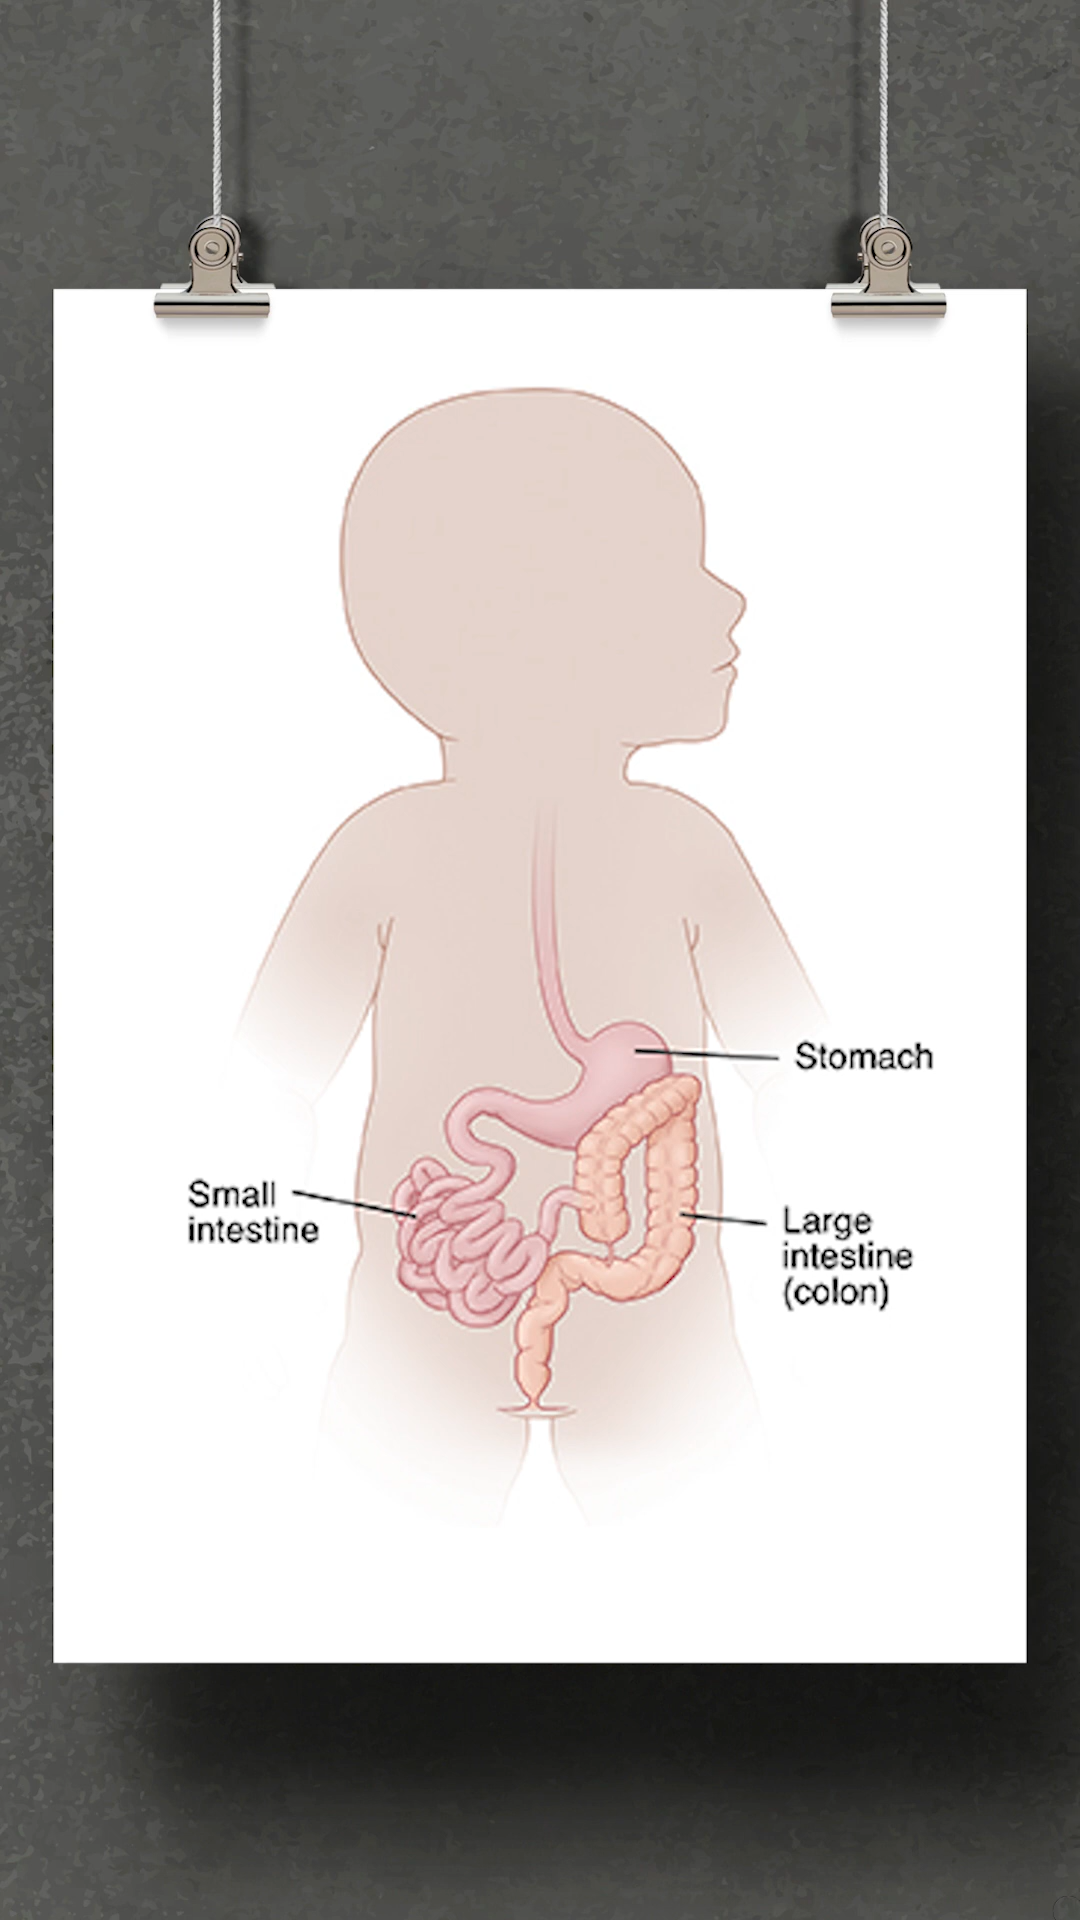 Stomach
Small
intestine
Large
intestine
(colon)